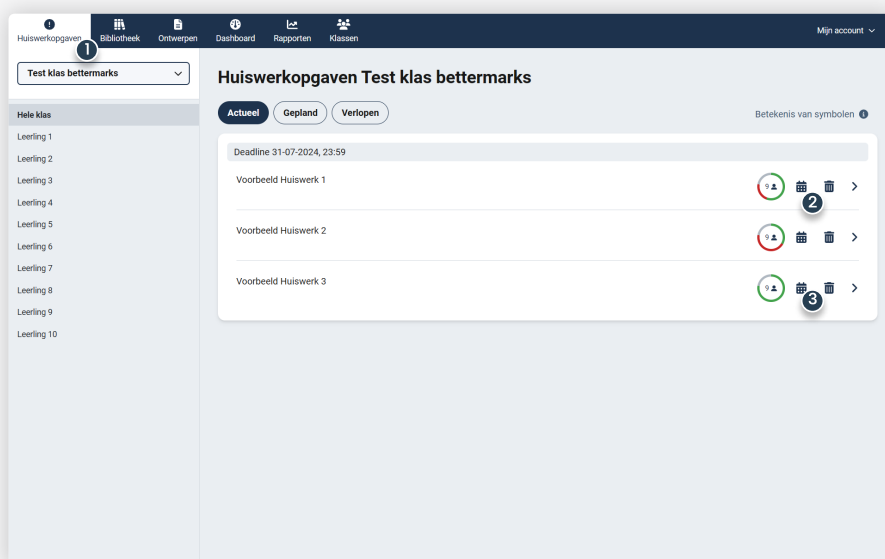 Huiswerkopgaven Bibliotheek Ontwerpen Dashboard Rapporten Klassen Mijn account
1
Test klas bettermarks
Hele klas
Leerling 1
Leerling 2
Leerling 3
Leerling 4
Leerling 5
Leerling 6
Leerling 7
Leerling 8
Leerling 9
Leerling 10
Huiswerkopgaven Test klas bettermarks
Actueel Gepland Verlopen Betekenis van symbolen
Deadline 31-07-2024, 23:59
Voorbeeld Huiswerk 1 9
2
Voorbeeld Huiswerk 2 9
Voorbeeld Huiswerk 3 9
3